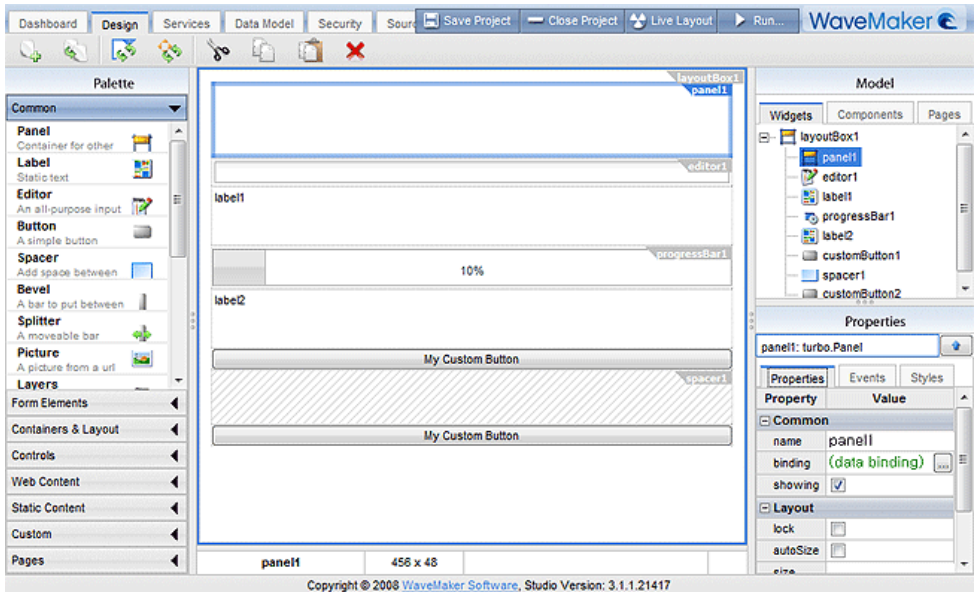 Dashboard Design Services Data Model Security Sour Save Project Close Project Live Layout Run... WaveMaker
Palette
Common
Panel
Container for other
Label
Static text
Editor
An all-purpose input
Button
A simple button
Spacer
Add space between
Bevel
A bar to put between
Splitter
A moveable bar
Picture
A picture from a url
Layers
Form Elements
Containers & Layout
Controls
Web Content
Static Content
Custom
Pages
layoutBox1
panel1
editor1
label1
progressBar1
10%
label2
My Custom Button
spacer1
My Custom Button
panel1 456 x 48
Model
Widgets Components Pages
layoutBox1
panel1
editor1
label1
progressBar1
label2
customButton1
spacer1
customButton2
Properties
panel1: turbo.Panel
Properties Events Styles
Property Value
Common
name panel1
binding (data binding) ...
showing
Layout
lock
autoSize
size
Copyright © 2008 WaveMaker Software, Studio Version: 3.1.1.21417